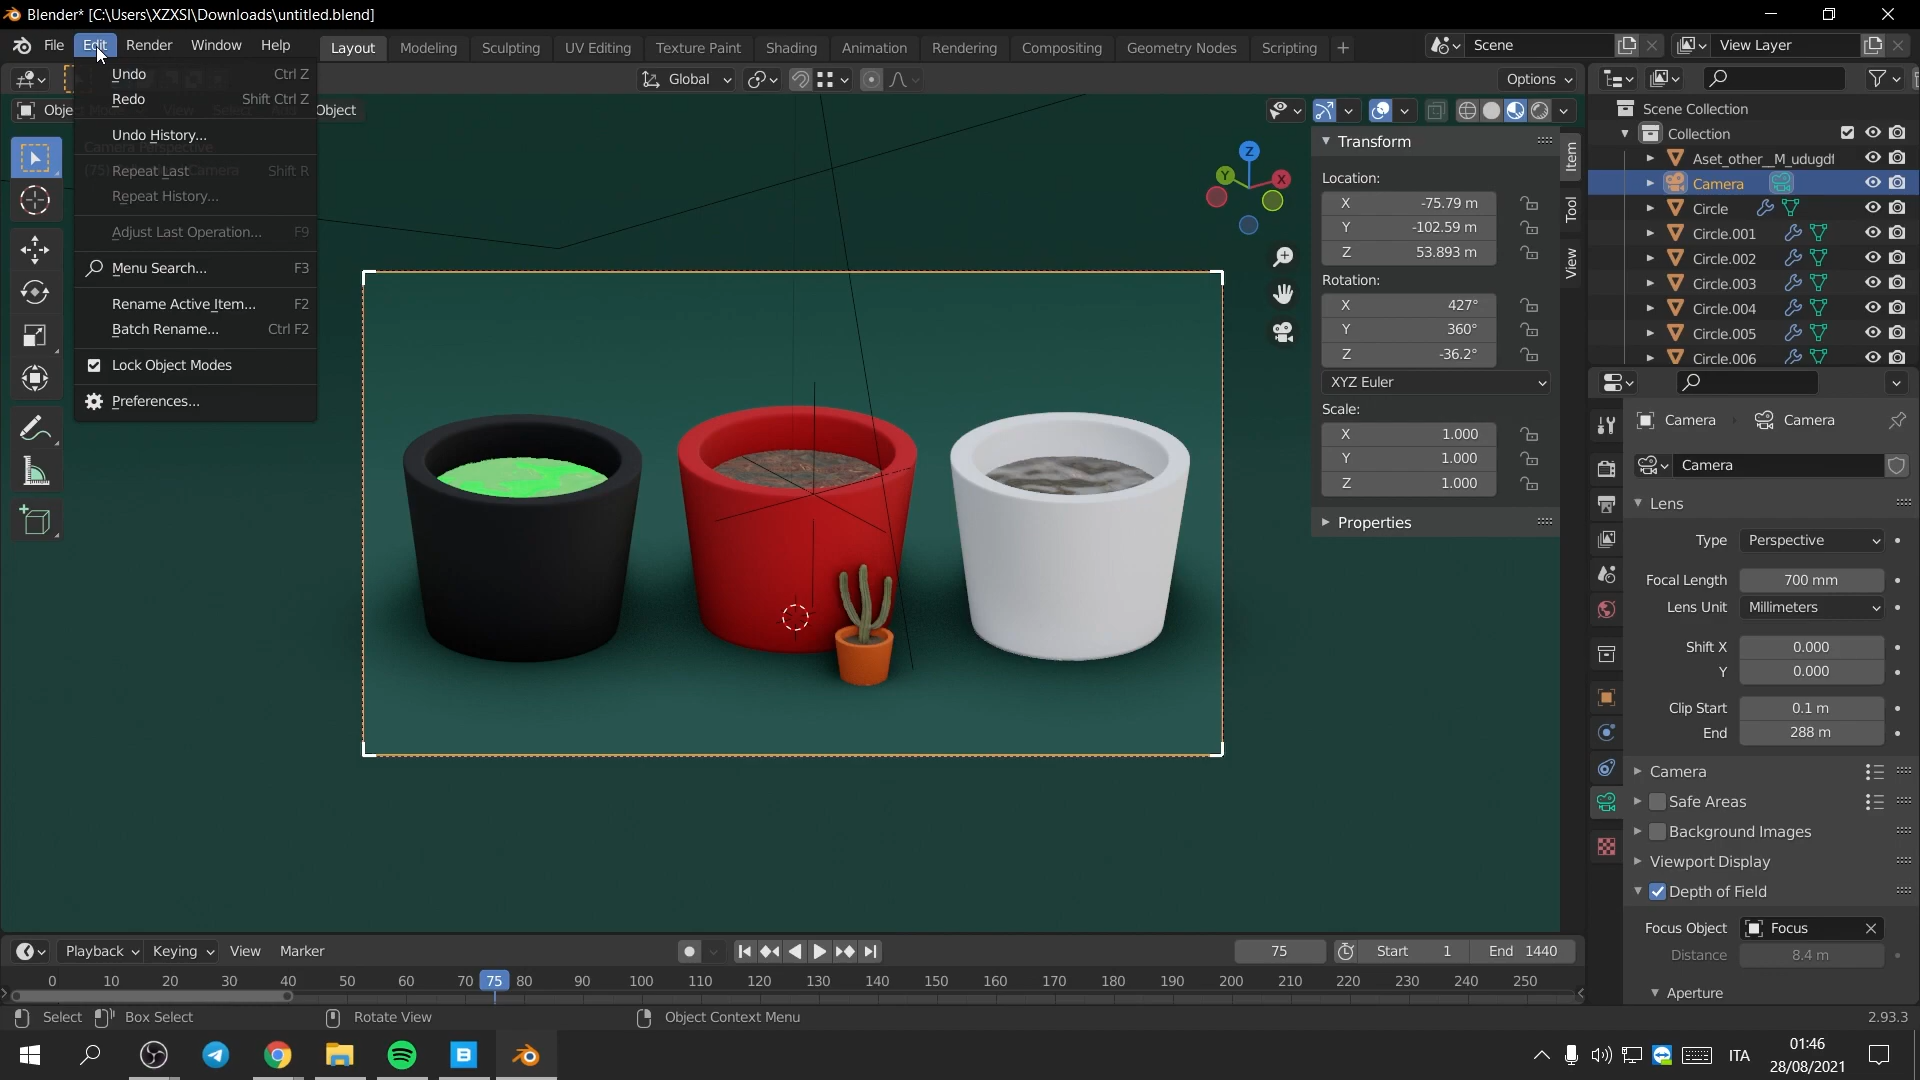 Blender* [C:\Users\XZXSI\Downloads\untitled.blend]
File Edit Render Window Help Layout Modeling Sculpting UV Editing Texture Paint Shading Animation Rendering Compositing Geometry Nodes Scripting + Scene View Layer
Undo Ctrl Z
Redo Shift Ctrl Z
Undo History...
Repeat Last Shift R
Repeat History...
Adjust Last Operation... F9
Menu Search... F3
Rename Active Item... F2
Batch Rename... Ctrl F2
Lock Object Modes
Preferences...
Global
Options
Object
View Select
Camera Perspective
X
Y
Z
Transform
Location:
X -75.79 m
Y -102.59 m
Z 53.893 m
Rotation:
X 427°
Y 360°
Z -36.2°
XYZ Euler
Scale:
X 1.000
Y 1.000
Z 1.000
Properties
Item
Tool
View
Scene Collection
Collection
Aset_other__M_udugdl
Camera
Circle
Circle.001
Circle.002
Circle.003
Circle.004
Circle.005
Circle.006
Camera Camera
Camera
Lens
Type Perspective
Focal Length 700 mm
Lens Unit Millimeters
Shift X 0.000
Y 0.000
Clip Start 0.1 m
End 288 m
Camera
Safe Areas
Background Images
Viewport Display
Depth of Field
Focus Object Focus
Distance 8.4 m
Aperture
Playback Keying View Marker 75 Start 1 End 1440
0 10 20 30 40 50 60 70 75 80 90 100 110 120 130 140 150 160 170 180 190 200 210 220 230 240 250
Select Box Select Rotate View Object Context Menu 2.93.3
ITA
01:46
28/08/2021